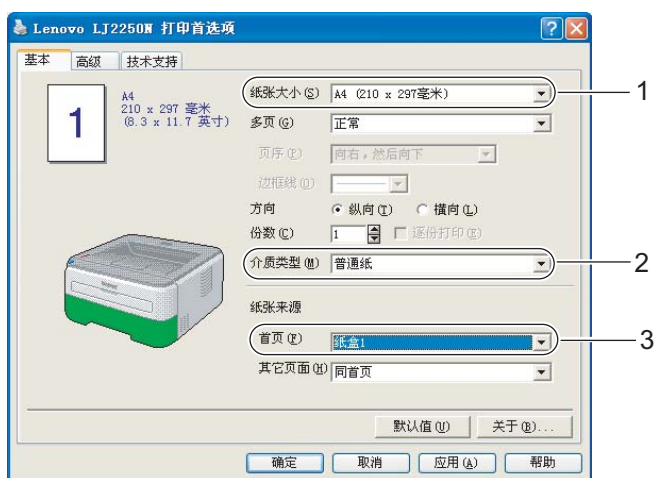 Lenovo LJ2250N 打印首选项
基本 高级 技术支持
1
A4
210 x 297 毫米
(8.3 x 11.7 英寸)
纸张大小(S) A4 (210 x 297毫米) 1
多页(G) 正常
页序(P) 向右,然后向下
边框线(O)
方向 纵向(T) 横向(L)
份数(C) 1 逐份打印(E)
介质类型(M) 普通纸 2
纸张来源
首页(F) 纸盒1 3
其它页面(H) 同首页
默认值(U) 关于(B)...
确定 取消 应用(A) 帮助